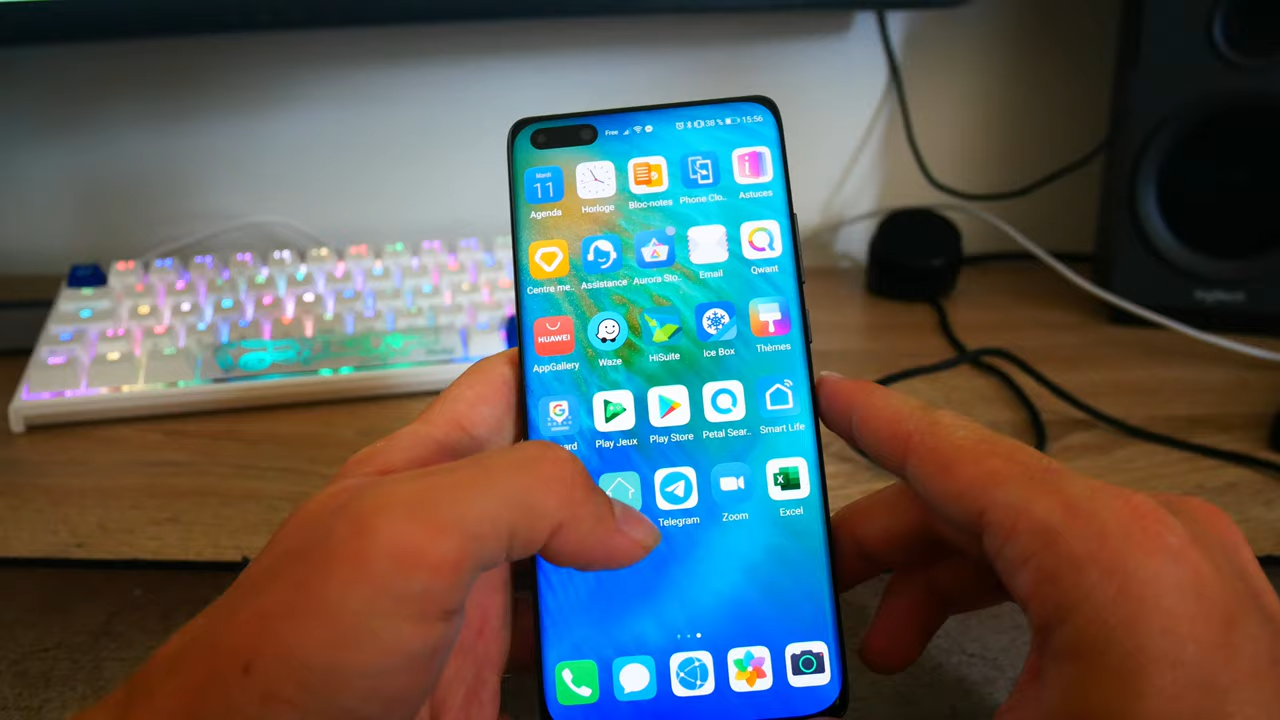 Free 38 % 15:56
Mardi
11
Agenda Horloge Bloc-notes Phone Clo.. Astuces
Centre me.. Assistance Aurora Sto.. Email Qwant
HUAWEI
AppGallery Waze HiSuite Ice Box Thèmes
Play Jeux Play Store Petal Sear.. Smart Life
Telegram Zoom Excel